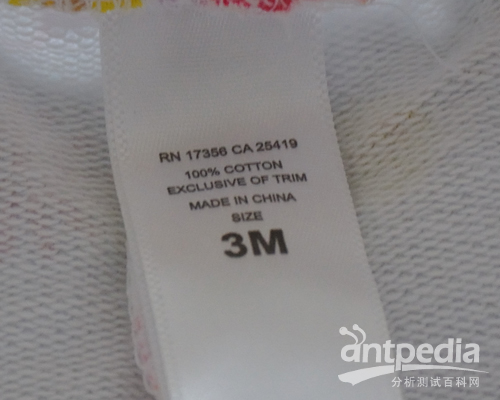 RN 17356 CA 25419
100% COTTON
EXCLUSIVE OF TRIM
MADE IN CHINA
SIZE
3M
antpedia
分析测试百科网